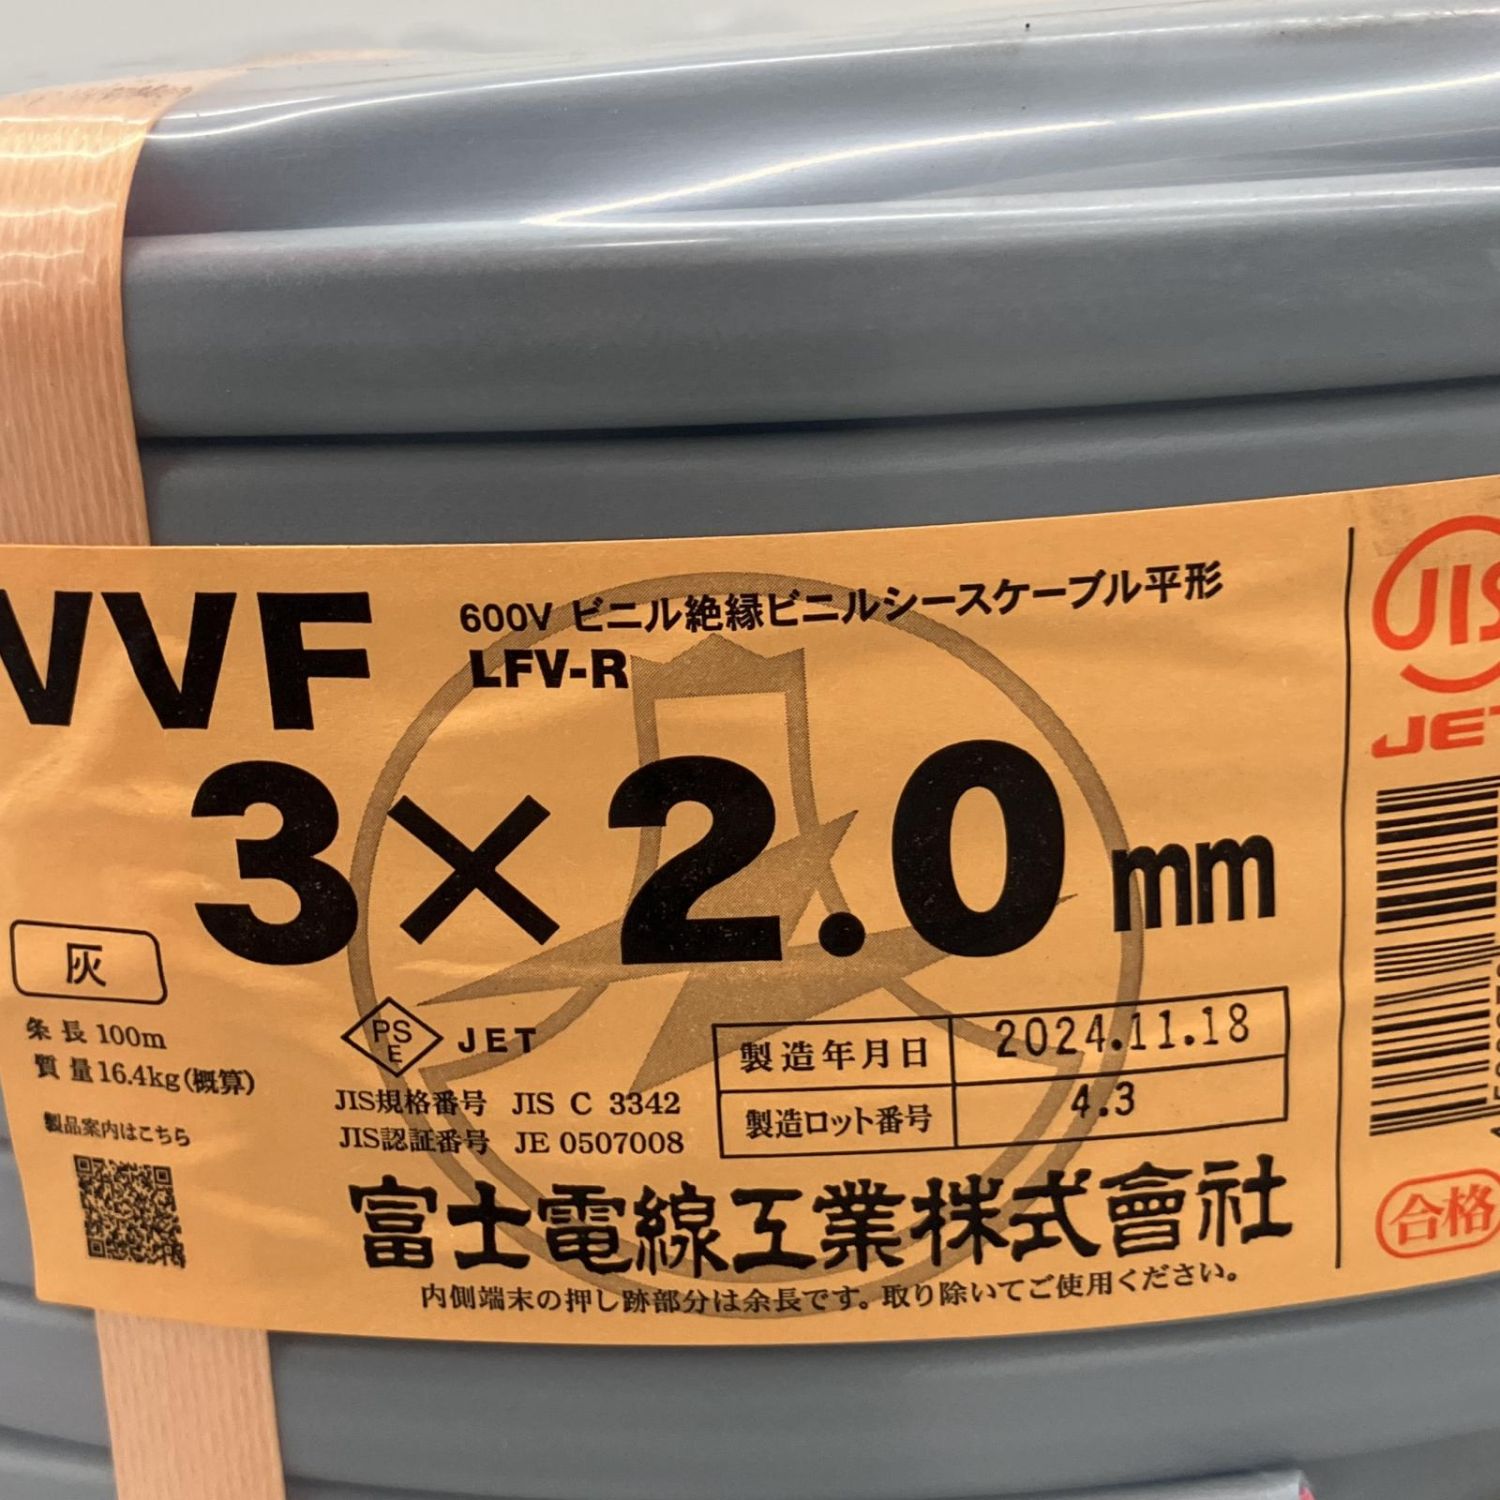 VVF
600V ビニル絶縁ビニルシースケーブル平形
LFV-R
3×2.0mm
灰
条長 100m
質量 16.4kg(概算)
製品案内はこちら
PS
E
JET
JIS規格番号 JIS C 3342
JIS認証番号 JE 0507008
製造年月日 2024.11.18
製造ロット番号 4.3
富士電線工業株式會社
内側端末の押し跡部分は余長です。取り除いてご使用ください。
JIS
JET
合格